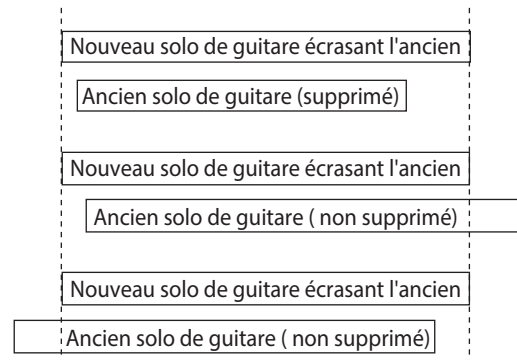 Nouveau solo de guitare écrasant l'ancien
Ancien solo de guitare (supprimé)
Nouveau solo de guitare écrasant l'ancien
Ancien solo de guitare ( non supprimé)
Nouveau solo de guitare écrasant l'ancien
Ancien solo de guitare ( non supprimé)